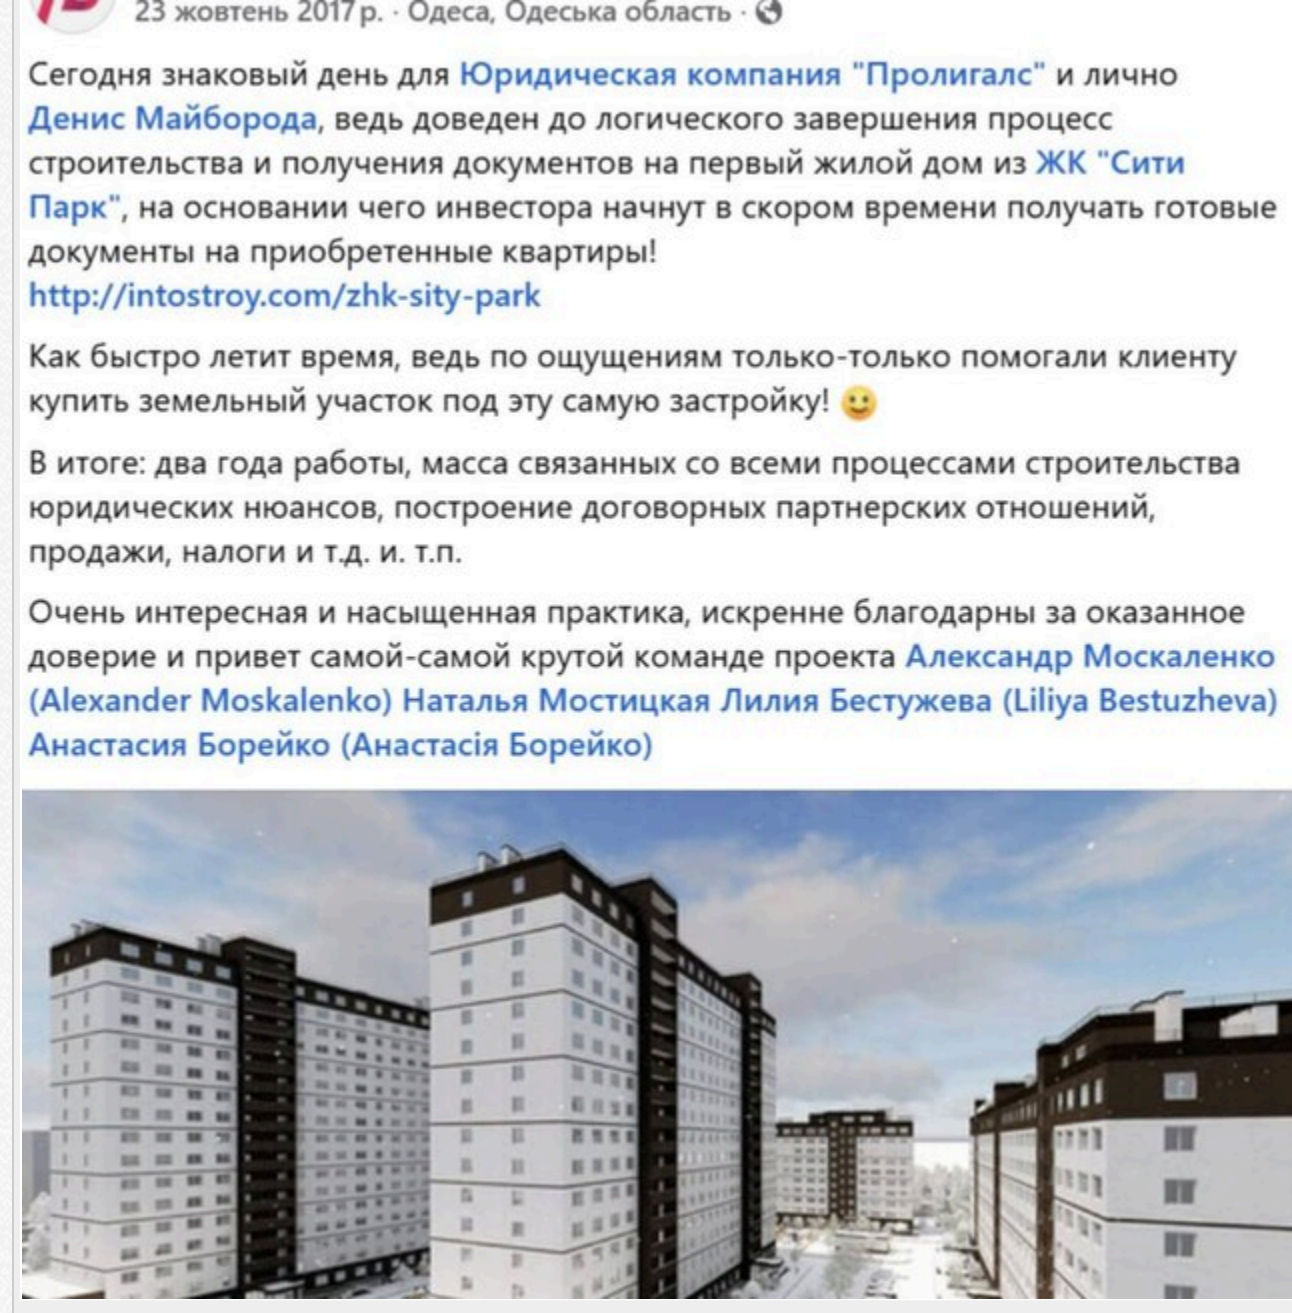 23 жовтень 2017 р. · Одеса, Одеська область ·
Сегодня знаковый день для Юридическая компания "Пролигалс" и лично
Денис Майборода, ведь доведен до логического завершения процесс
строительства и получения документов на первый жилой дом из ЖК "Сити
Парк", на основании чего инвестора начнут в скором времени получать готовые
документы на приобретенные квартиры!
http://intostroy.com/zhk-sity-park
Как быстро летит время, ведь по ощущениям только-только помогали клиенту
купить земельный участок под эту самую застройку! 🙂
В итоге: два года работы, масса связанных со всеми процессами строительства
юридических нюансов, построение договорных партнерских отношений,
продажи, налоги и т.д. и. т.п.
Очень интересная и насыщенная практика, искренне благодарны за оказанное
доверие и привет самой-самой крутой команде проекта Александр Москаленко
(Alexander Moskalenko) Наталья Мостицкая Лилия Бестужева (Liliya Bestuzheva)
Анастасия Борейко (Анастасія Борейко)